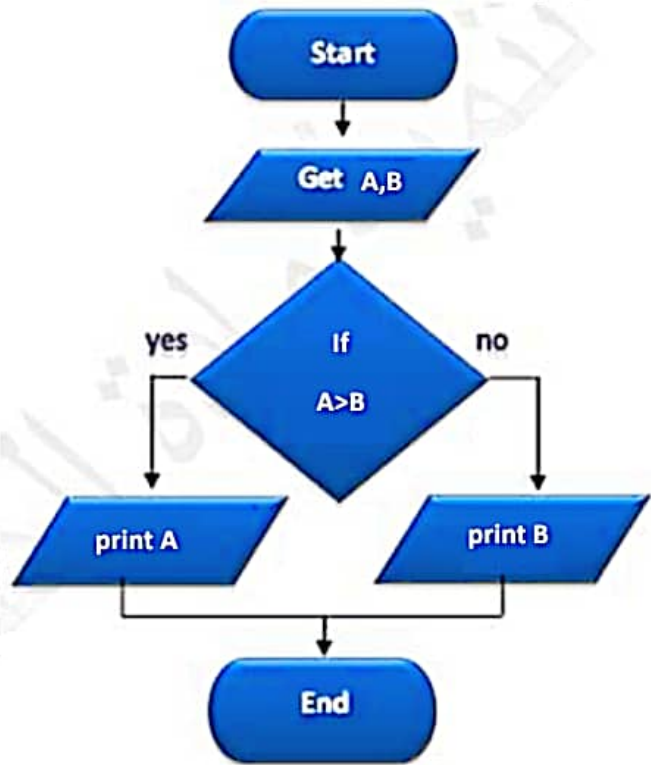 Start
Get A,B
If
A>B
yes
no
print A
print B
End